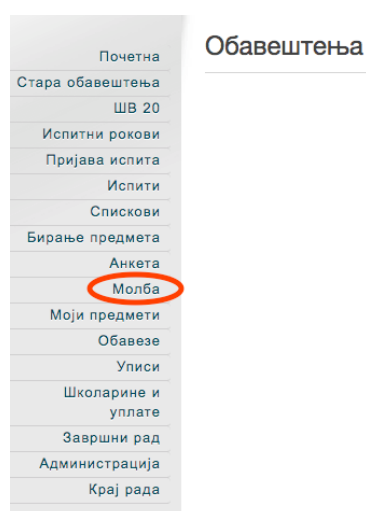 Обавештења
Почетна
Стара обавештења
ШВ 20
Испитни рокови
Пријава испита
Испити
Спискови
Бирање предмета
Анкета
Молба
Моји предмети
Обавезе
Уписи
Школарине и
уплате
Завршни рад
Администрација
Крај рада